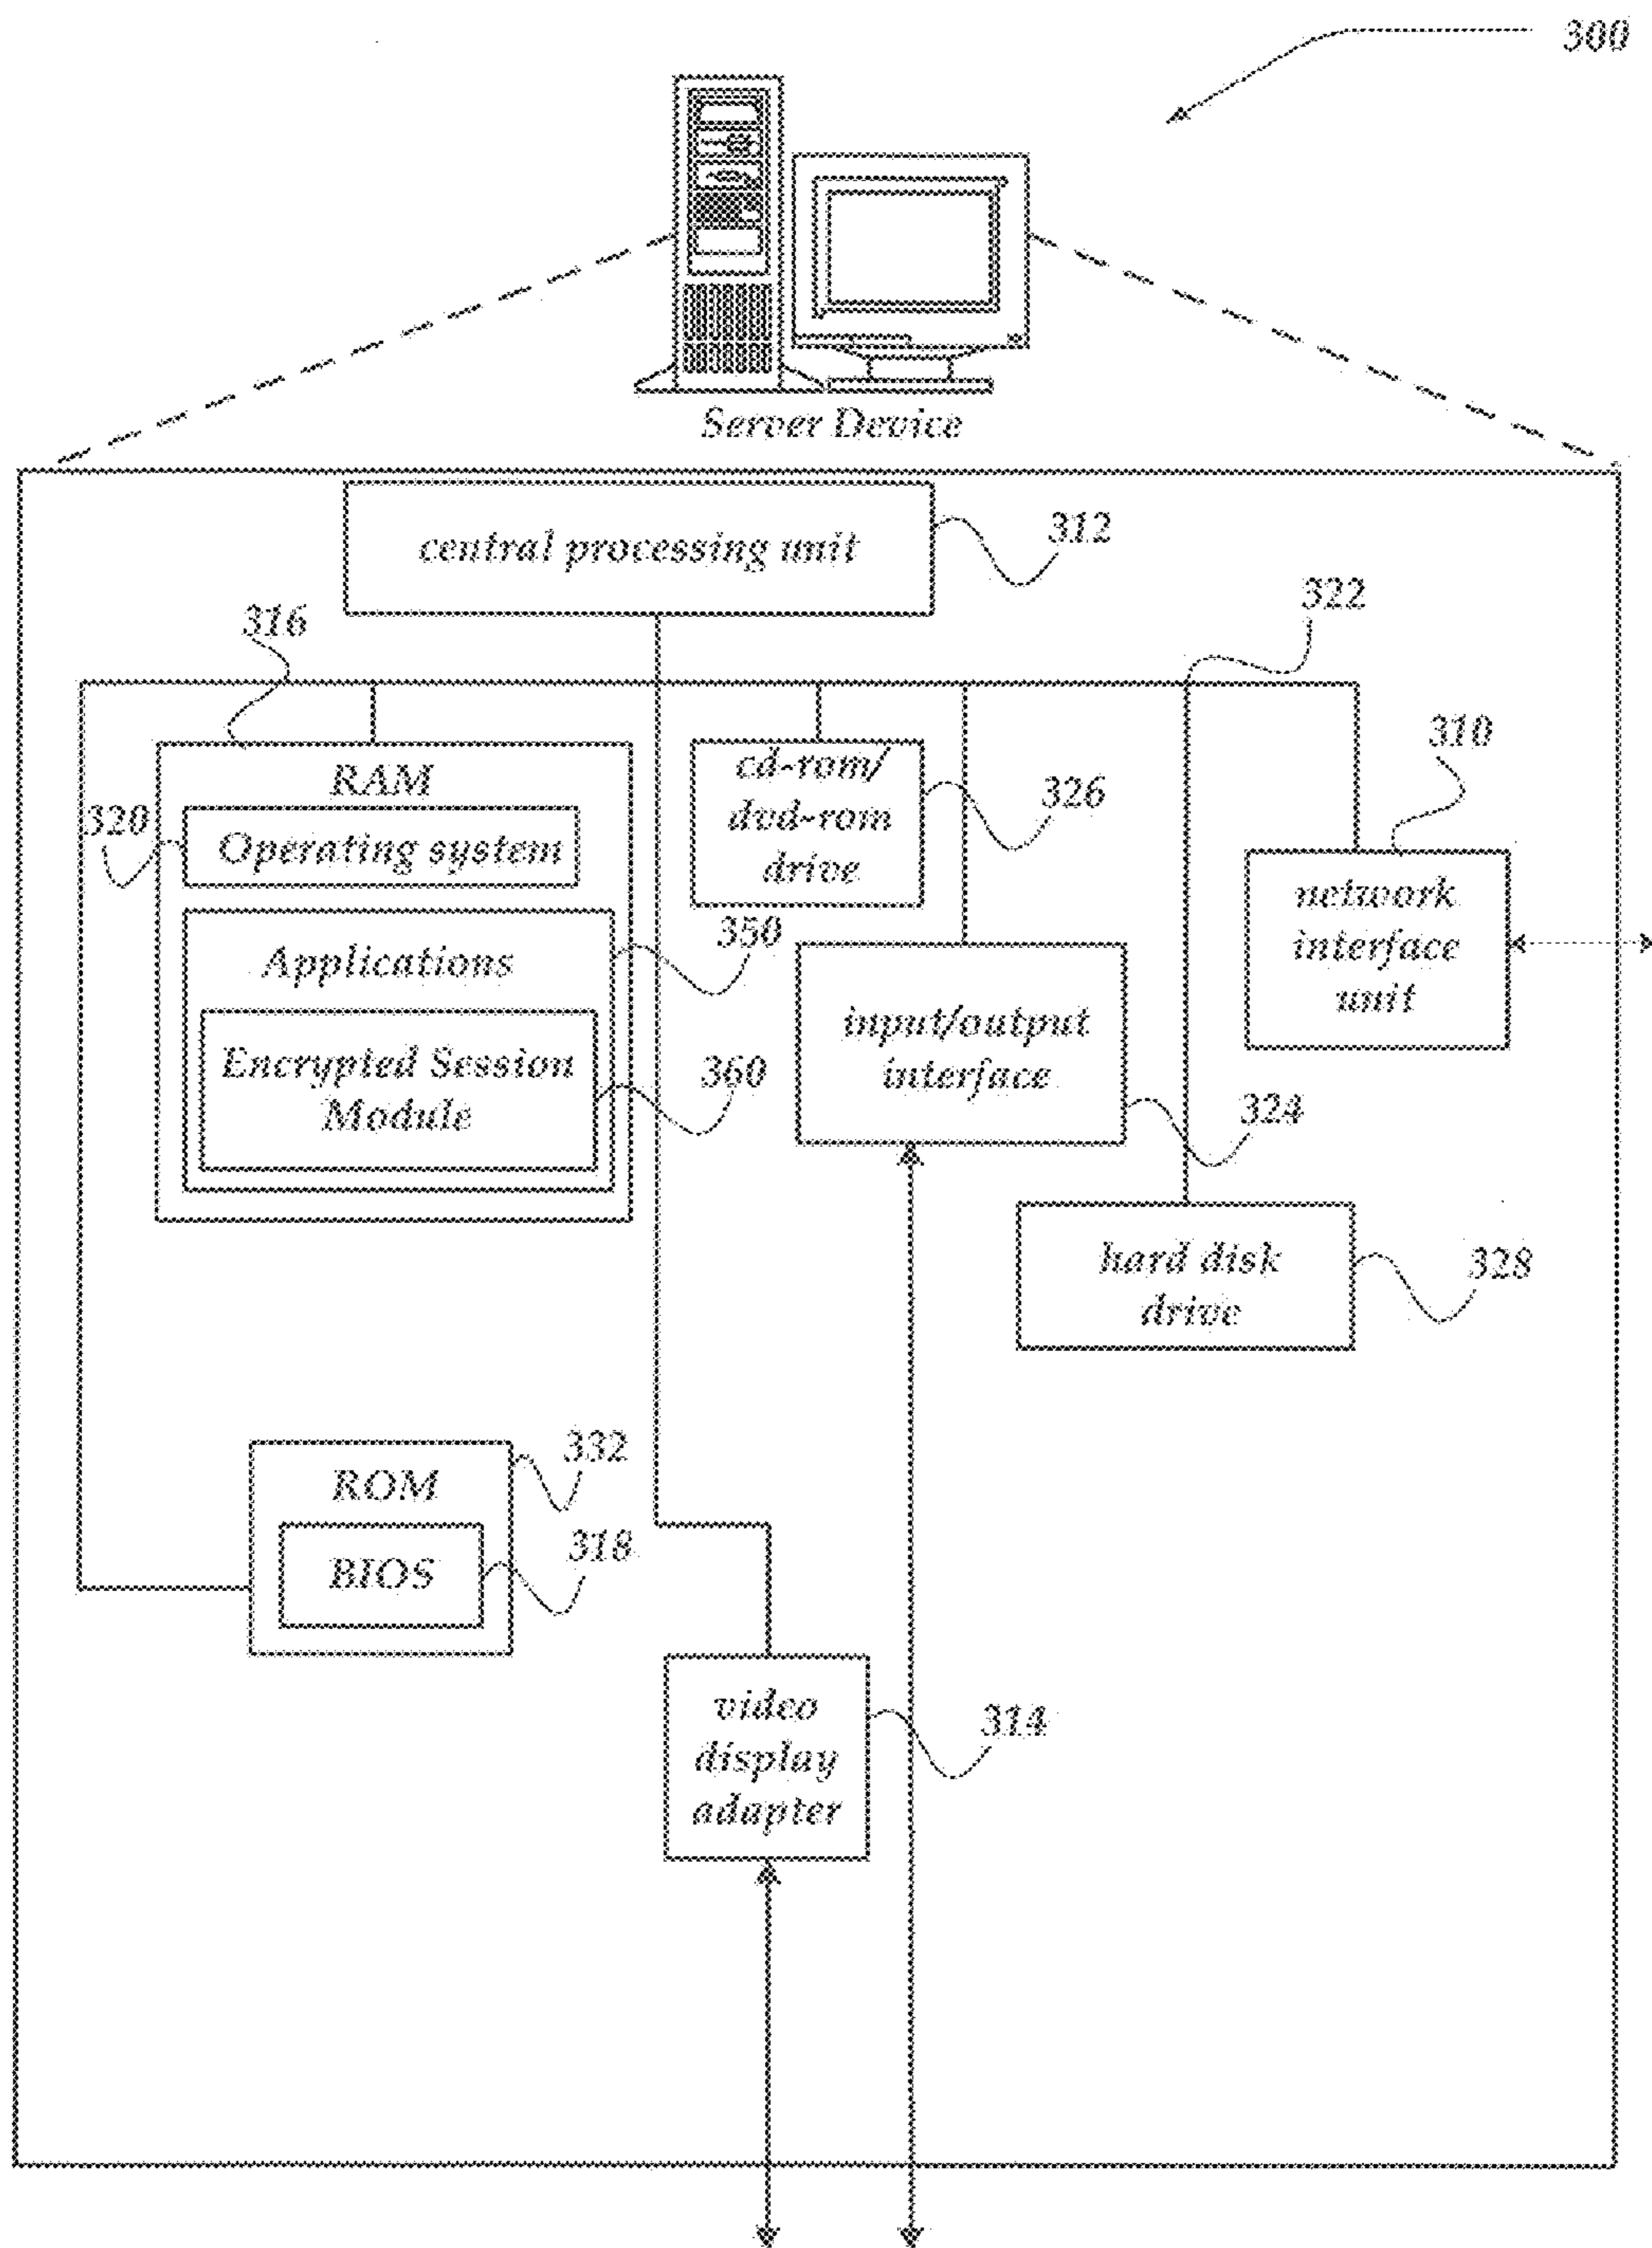 300
Server Device
central processing unit
312
322
316
310
RAM
cd-rom/
dvd-rom
drive
326
320
Operating system
network
interface
unit
350
Applications
input/output
interface
Encrypted Session
Module
360
324
hard disk
drive
328
332
ROM
318
BIOS
video
display
adapter
314